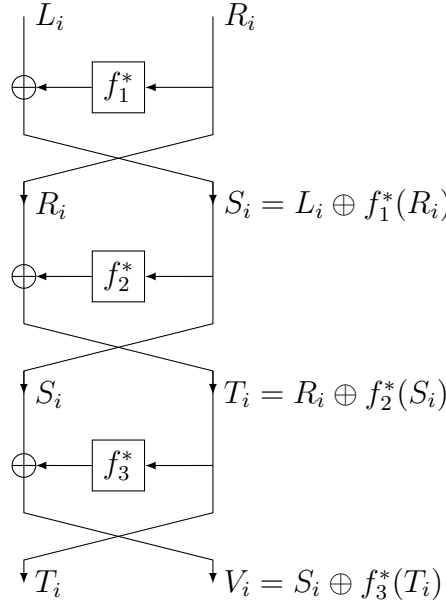 L_i R_i
f_1^*
R_i S_i = L_i ⊕ f_1^*(R_i)
f_2^*
S_i T_i = R_i ⊕ f_2^*(S_i)
f_3^*
T_i V_i = S_i ⊕ f_3^*(T_i)